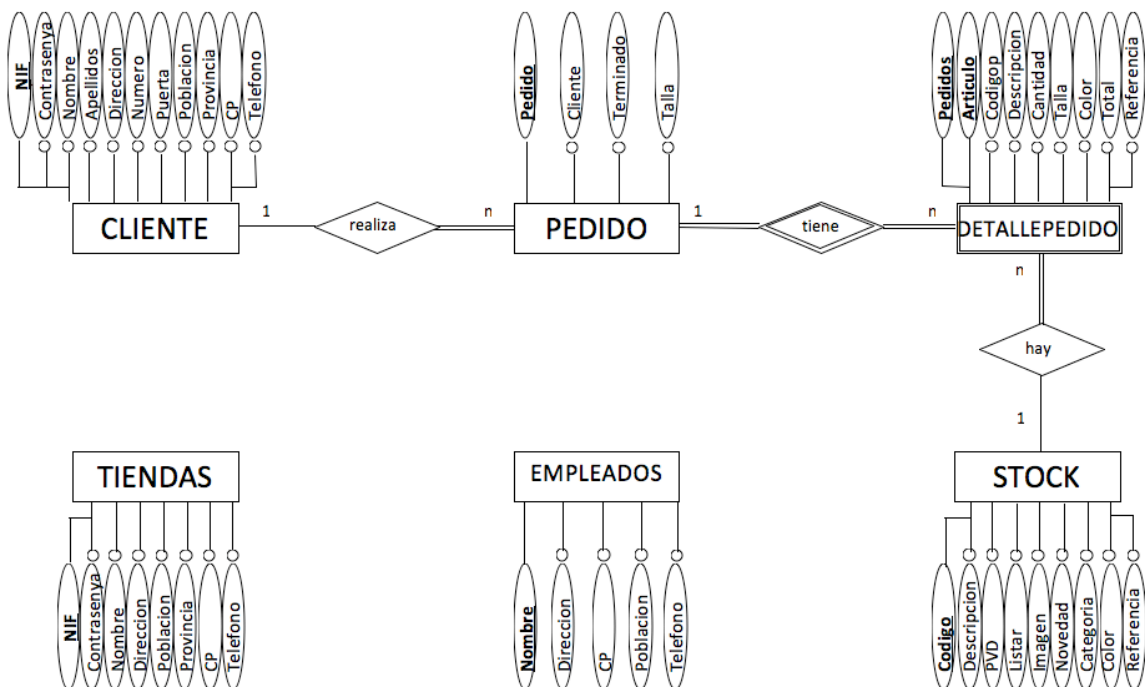 NIF
Contrasenya
Nombre
Apellidos
Direccion
Numero
Puerta
Poblacion
Provincia
CP
Telefono
Pedido
Cliente
Terminado
Talla
Pedidos
Articulo
Codigop
Descripcion
Cantidad
Talla
Color
Total
Referencia
CLIENTE
1
realiza
n
PEDIDO
1
tiene
n
DETALLEPEDIDO
n
hay
1
TIENDAS
EMPLEADOS
STOCK
NIF
Contrasenya
Nombre
Direccion
Poblacion
Provincia
CP
Telefono
Nombre
Direccion
CP
Poblacion
Telefono
Codigo
Descripcion
PVD
Listar
Imagen
Novedad
Categoria
Color
Referencia